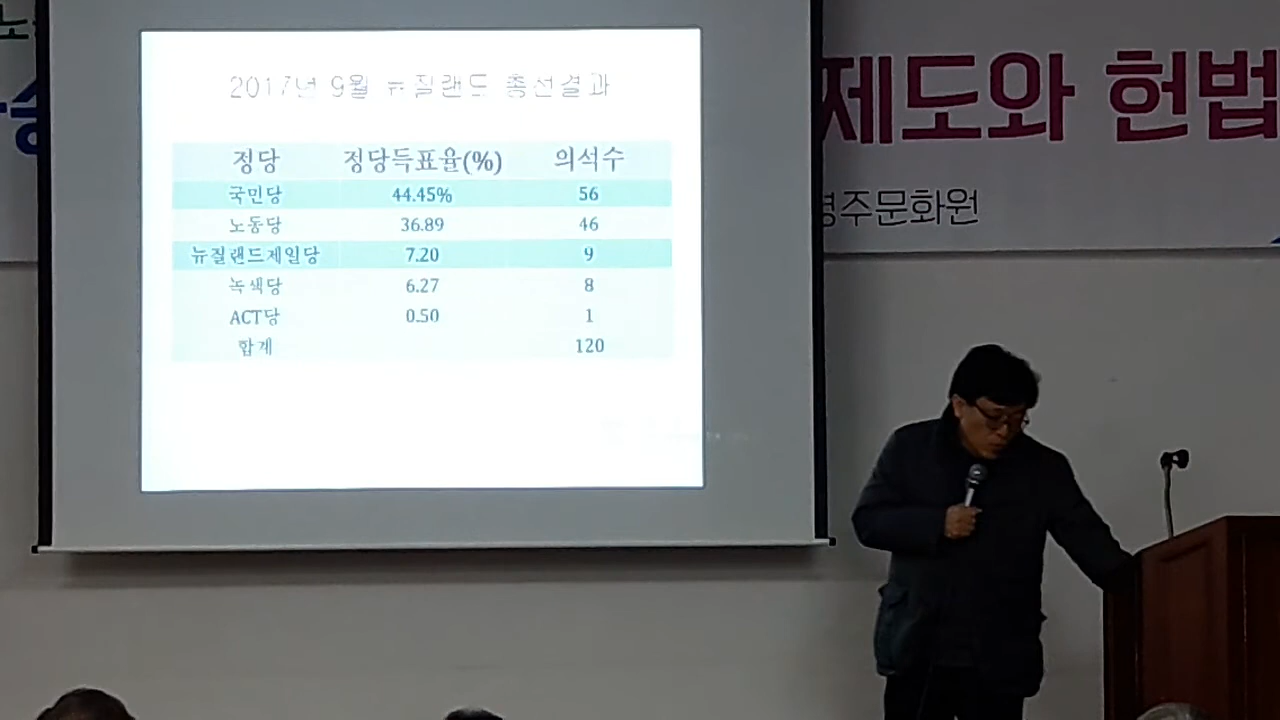 2017년 9월 뉴질랜드 총선결과
정당 정당득표율(%) 의석수
국민당 44.45% 56
노동당 36.89 46
뉴질랜드제일당 7.20 9
녹색당 6.27 8
ACT당 0.50 1
합계 120
제도와 헌법
경주문화원